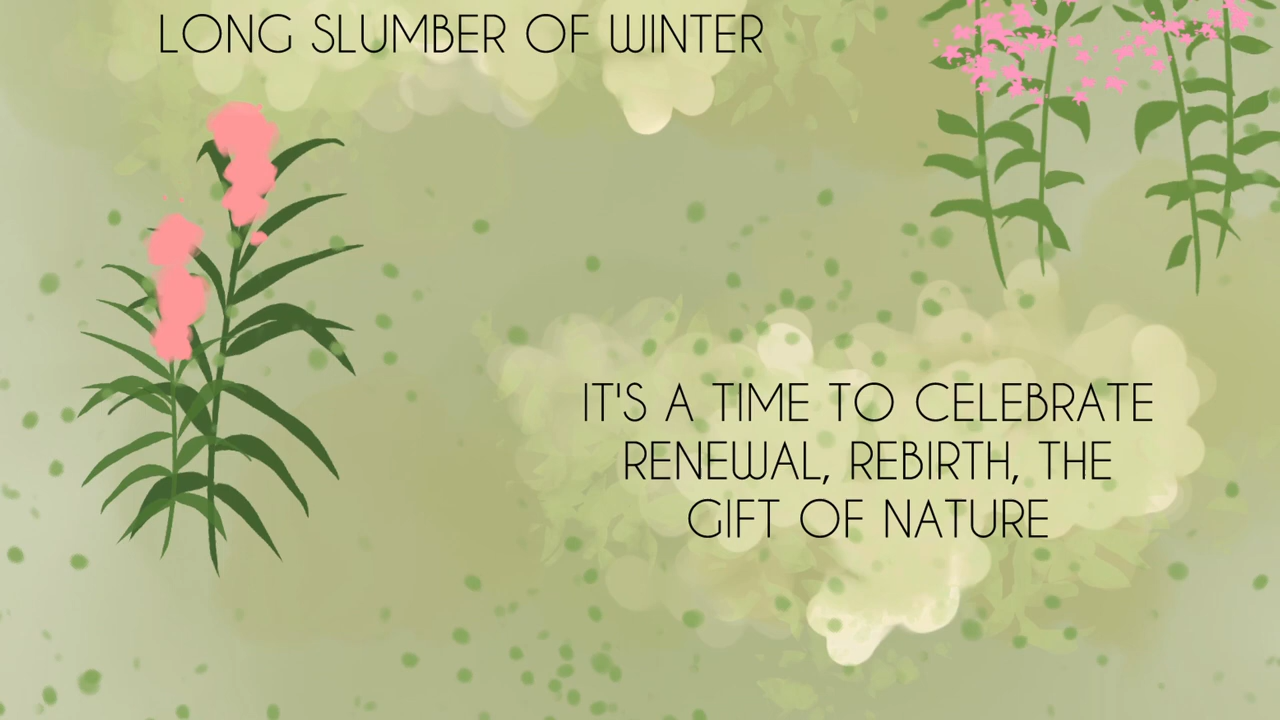 LONG SLUMBER OF WINTER
IT'S A TIME TO CELEBRATE
RENEWAL, REBIRTH, THE
GIFT OF NATURE